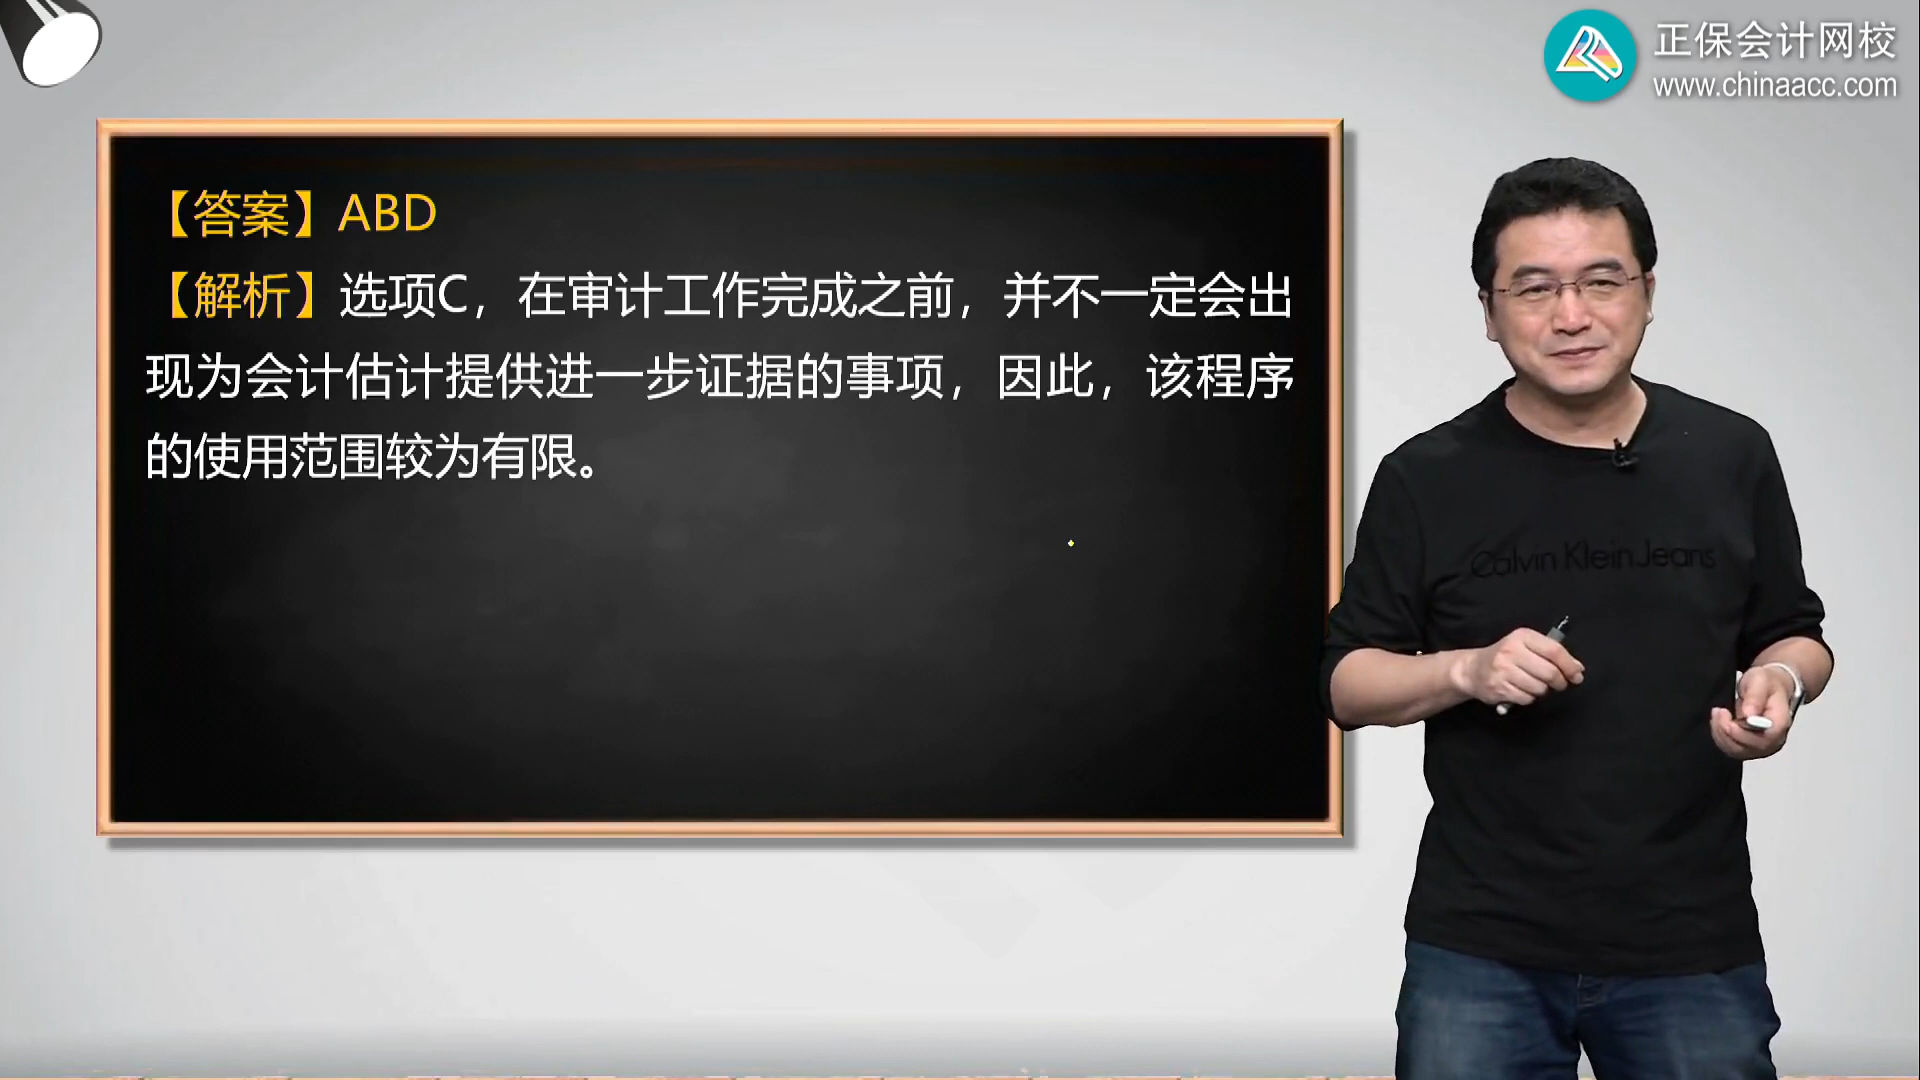 正保会计网校
www.chinaacc.com
【答案】ABD
【解析】选项C，在审计工作完成之前，并不一定会出
现为会计估计提供进一步证据的事项，因此，该程序
的使用范围较为有限。
Calvin Klein Jeans